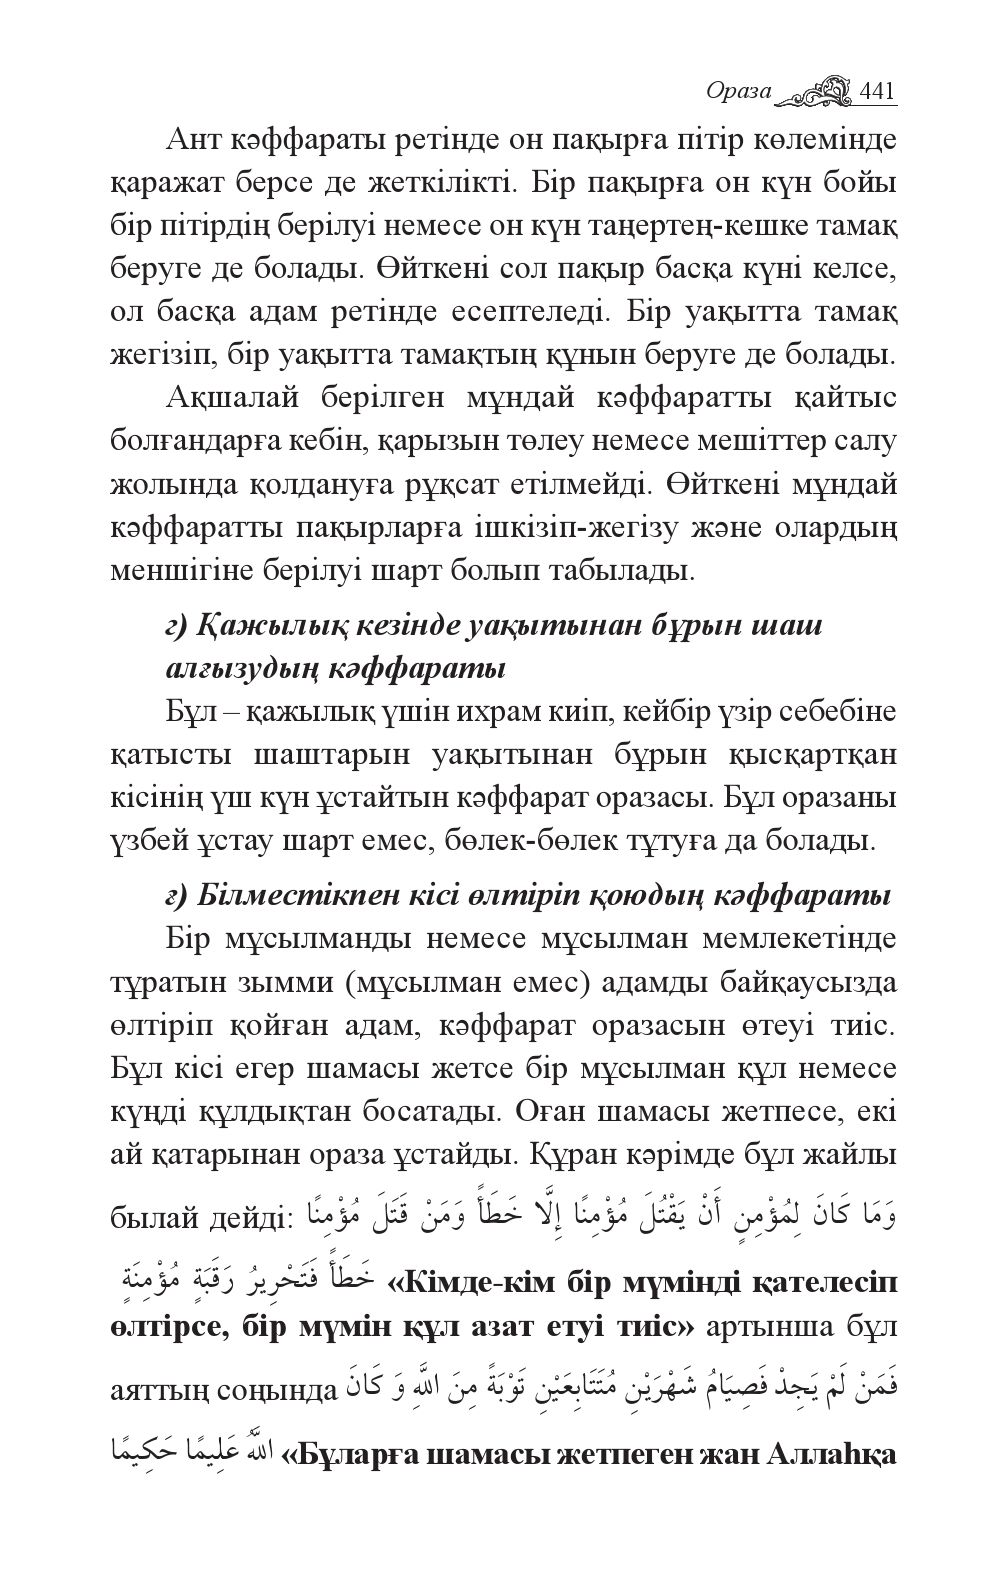 Ораза 441
Ант кәффараты ретінде он пақырға пітір көлемінде
қаражат берсе де жеткілікті. Бір пақырға он күн бойы
бір пітірдің берілуі немесе он күн таңертең-кешке тамақ
беруге де болады. Өйткені сол пақыр басқа күні келсе,
ол басқа адам ретінде есептеледі. Бір уақытта тамақ
жегізіп, бір уақытта тамақтың құнын беруге де болады.
Ақшалай берілген мұндай кәффаратты қайтыс
болғандарға кебін, қарызын төлеу немесе мешіттер салу
жолында қолдануға рұқсат етілмейді. Өйткені мұндай
кәффаратты пақырларға ішкізіп-жегізу және олардың
меншігіне берілуі шарт болып табылады.
г) Қажылық кезінде уақытынан бұрын шаш
алғызудың кәффараты
Бұл – қажылық үшін ихрам киіп, кейбір үзір себебіне
қатысты шаштарын уақытынан бұрын қысқартқан
кісінің үш күн ұстайтын кәффарат оразасы. Бұл оразаны
үзбей ұстау шарт емес, бөлек-бөлек тұтуға да болады.
ғ) Білместікпен кісі өлтіріп қоюдың кәффараты
Бір мұсылманды немесе мұсылман мемлекетінде
тұратын зымми (мұсылман емес) адамды байқаусызда
өлтіріп қойған адам, кәффарат оразасын өтеуі тиіс.
Бұл кісі егер шамасы жетсе бір мұсылман құл немесе
күңді құлдықтан босатады. Оған шамасы жетпесе, екі
ай қатарынан ораза ұстайды. Құран кәрімде бұл жайлы
былай дейді: وَمَا كَانَ لِمُؤْمِنٍ أَنْ يَقْتُلَ مُؤْمِنًا إِلَّا خَطَأً وَمَنْ قَتَلَ مُؤْمِنًا
خَطَأً فَتَحْرِيرُ رَقَبَةٍ مُؤْمِنَةٍ «Кімде-кім бір мүмінді қателесіп
өлтірсе, бір мүмін құл азат етуі тиіс» артынша бұл
аяттың соңында فَمَنْ لَمْ يَجِدْ فَصِيَامُ شَهْرَيْنِ مُتَتَابِعَيْنِ تَوْبَةً مِنَ اللَّهِ وَ كَانَ
اللَّهُ عَلِيمًا حَكِيمًا «Бұларға шамасы жетпеген жан Аллаһқа